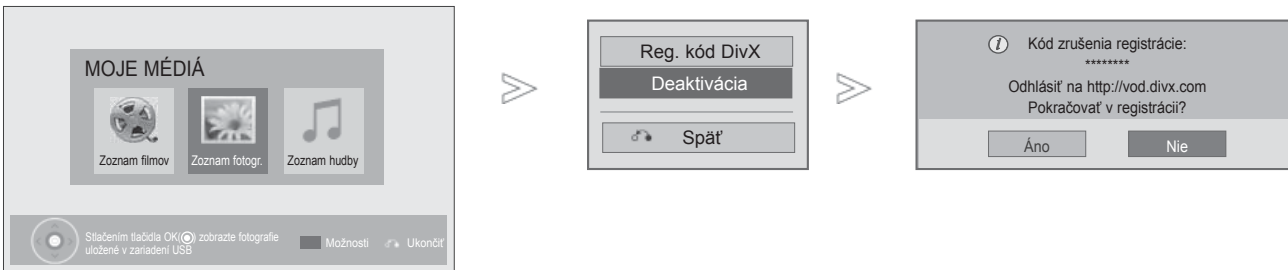 MOJE MÉDIÁ
Zoznam filmov
Zoznam fotogr.
Zoznam hudby
Stlačením tlačidla OK( ) zobrazte fotografie
uložené v zariadení USB
Možnosti
Ukončiť
Reg. kód DivX
Deaktivácia
Späť
Kód zrušenia registrácie:
********
Odhlásiť na http://vod.divx.com
Pokračovať v registrácii?
Áno
Nie